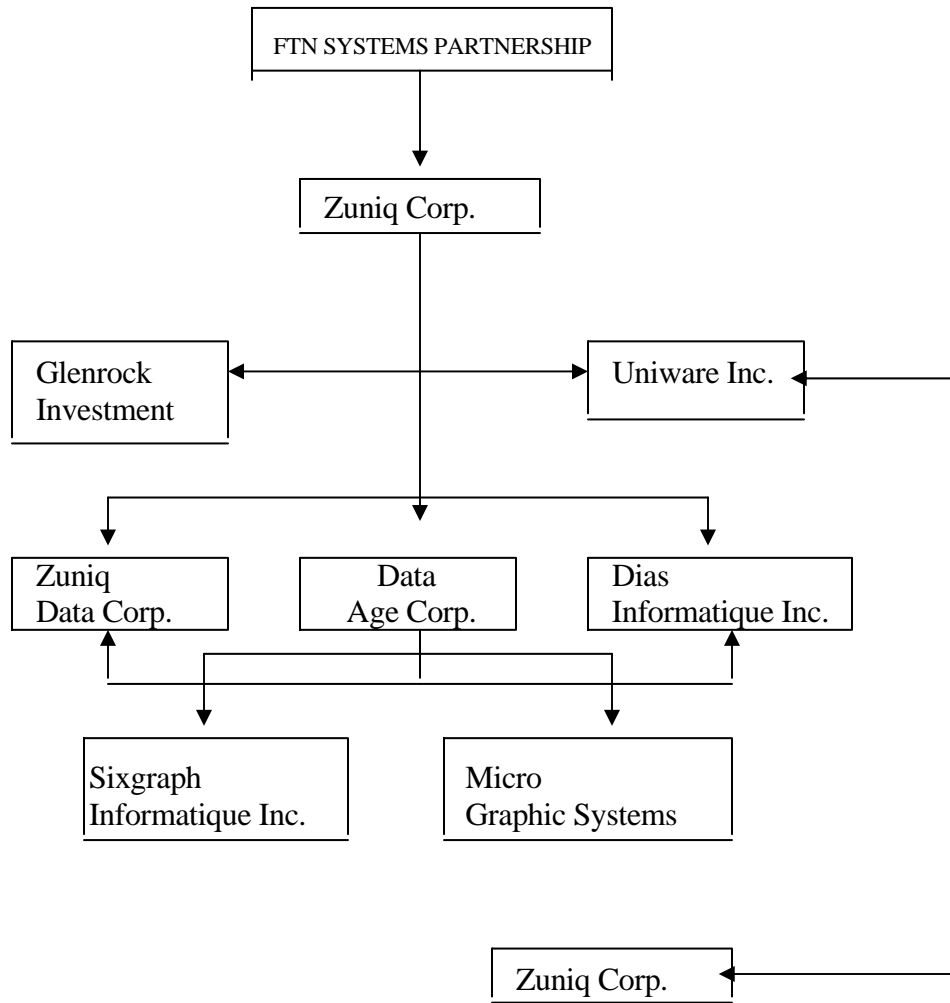 FTN SYSTEMS PARTNERSHIP
Zuniq Corp.
Glenrock
Investment
Uniware Inc.
Zuniq
Data Corp.
Data
Age Corp.
Dias
Informatique Inc.
Sixgraph
Informatique Inc.
Micro
Graphic Systems
Zuniq Corp.